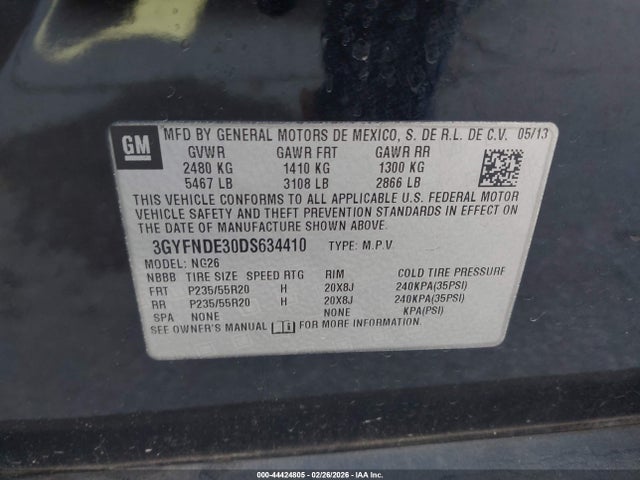 GM
MFD BY GENERAL MOTORS DE MEXICO, S. DE R.L. DE C.V. 05/13
GVWR GAWR FRT GAWR RR
2480 KG 1410 KG 1300 KG
5467 LB 3108 LB 2866 LB
THIS VEHICLE CONFORMS TO ALL APPLICABLE U.S. FEDERAL MOTOR
VEHICLE SAFETY AND THEFT PREVENTION STANDARDS IN EFFECT ON
THE DATE OF MANUFACTURE SHOWN ABOVE.
3GYFNDE30DS634410 TYPE: M.P.V.
MODEL: NG26
NBBB TIRE SIZE SPEED RTG RIM COLD TIRE PRESSURE
FRT P235/55R20 H 20X8J 240KPA(35PSI)
RR P235/55R20 H 20X8J 240KPA(35PSI)
SPA NONE NONE KPA(PSI)
SEE OWNER'S MANUAL FOR MORE INFORMATION.
000-44424805 - 02/26/2026 - IAAI.COM - Copyright IAA, LLC